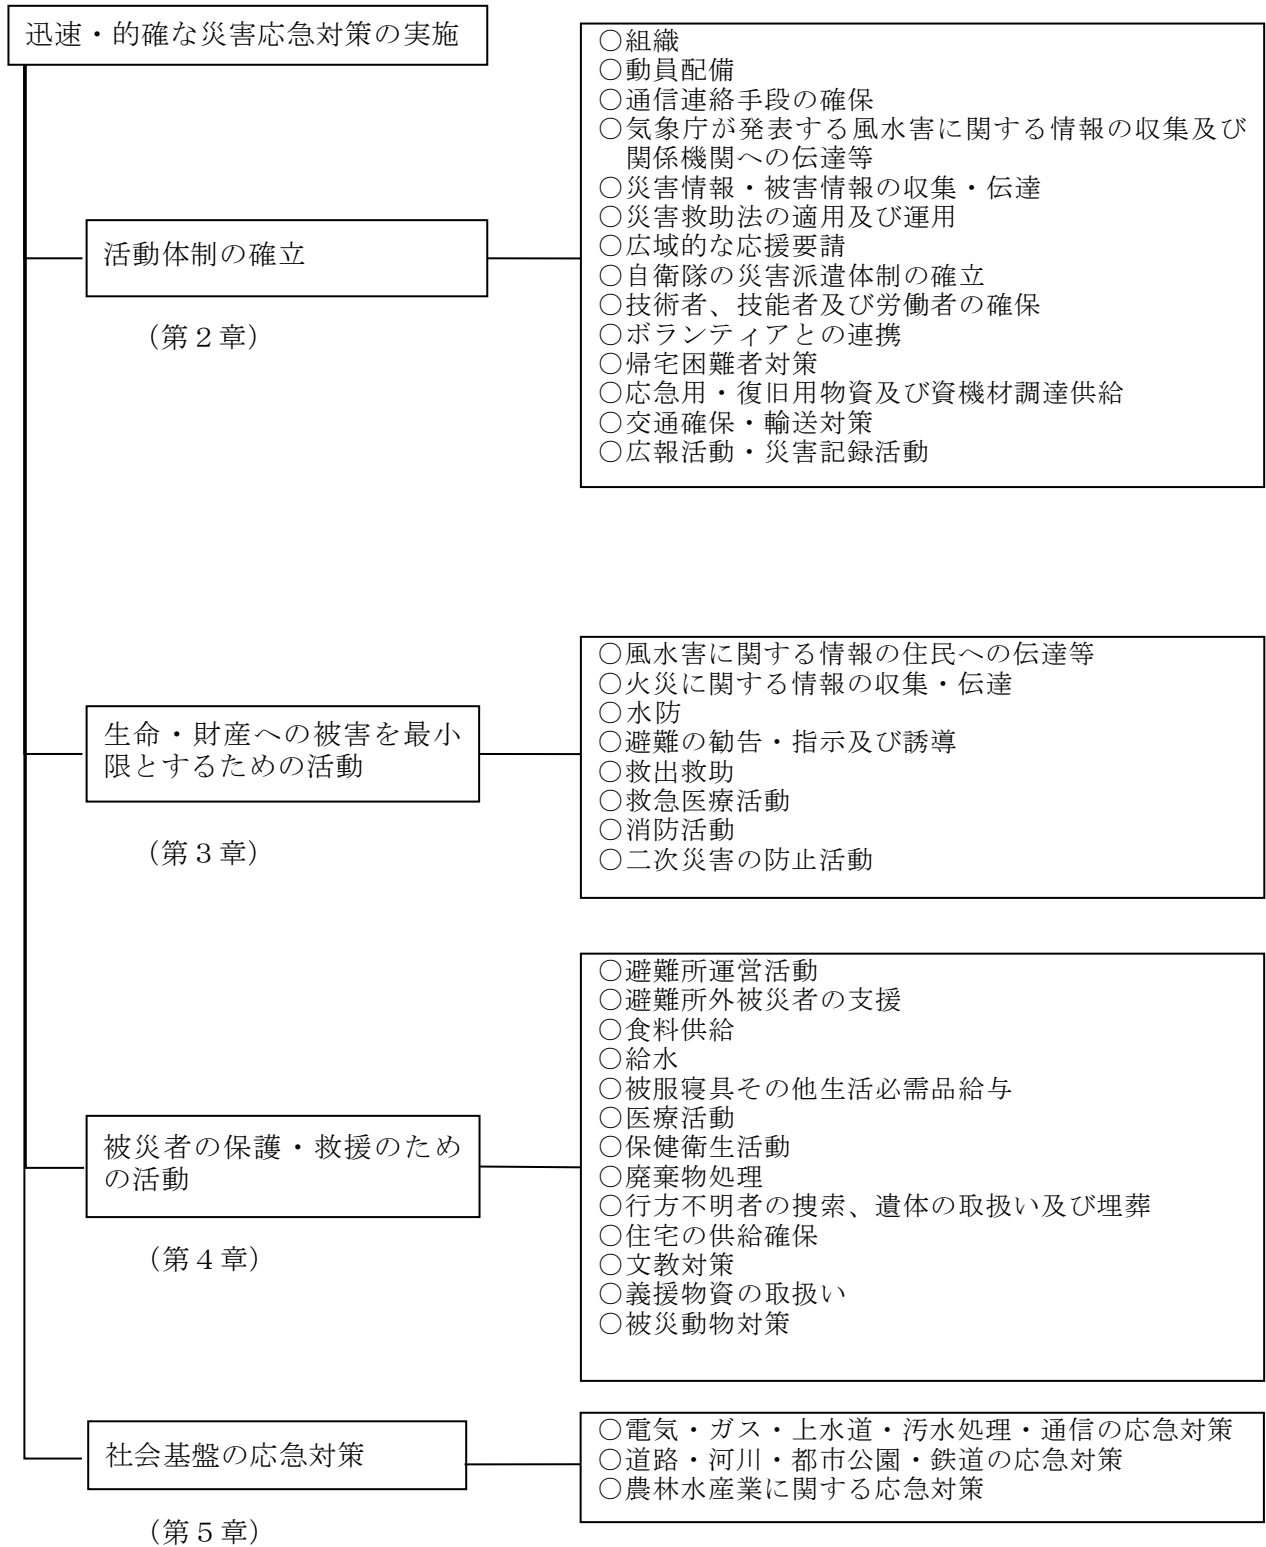 迅速・的確な災害応急対策の実施
活動体制の確立
（第２章）
○組織
○動員配備
○通信連絡手段の確保
○気象庁が発表する風水害に関する情報の収集及び
関係機関への伝達等
○災害情報・被害情報の収集・伝達
○災害救助法の適用及び運用
○広域的な応援要請
○自衛隊の災害派遣体制の確立
○技術者、技能者及び労働者の確保
○ボランティアとの連携
○帰宅困難者対策
○応急用・復旧用物資及び資機材調達供給
○交通確保・輸送対策
○広報活動・災害記録活動
生命・財産への被害を最小
限とするための活動
（第３章）
○風水害に関する情報の住民への伝達等
○火災に関する情報の収集・伝達
○水防
○避難の勧告・指示及び誘導
○救出救助
○救急医療活動
○消防活動
○二次災害の防止活動
被災者の保護・救援のため
の活動
（第４章）
○避難所運営活動
○避難所外被災者の支援
○食料供給
○給水
○被服寝具その他生活必需品給与
○医療活動
○保健衛生活動
○廃棄物処理
○行方不明者の捜索、遺体の取扱い及び埋葬
○住宅の供給確保
○文教対策
○義援物資の取扱い
○被災動物対策
社会基盤の応急対策
（第５章）
○電気・ガス・上水道・汚水処理・通信の応急対策
○道路・河川・都市公園・鉄道の応急対策
○農林水産業に関する応急対策